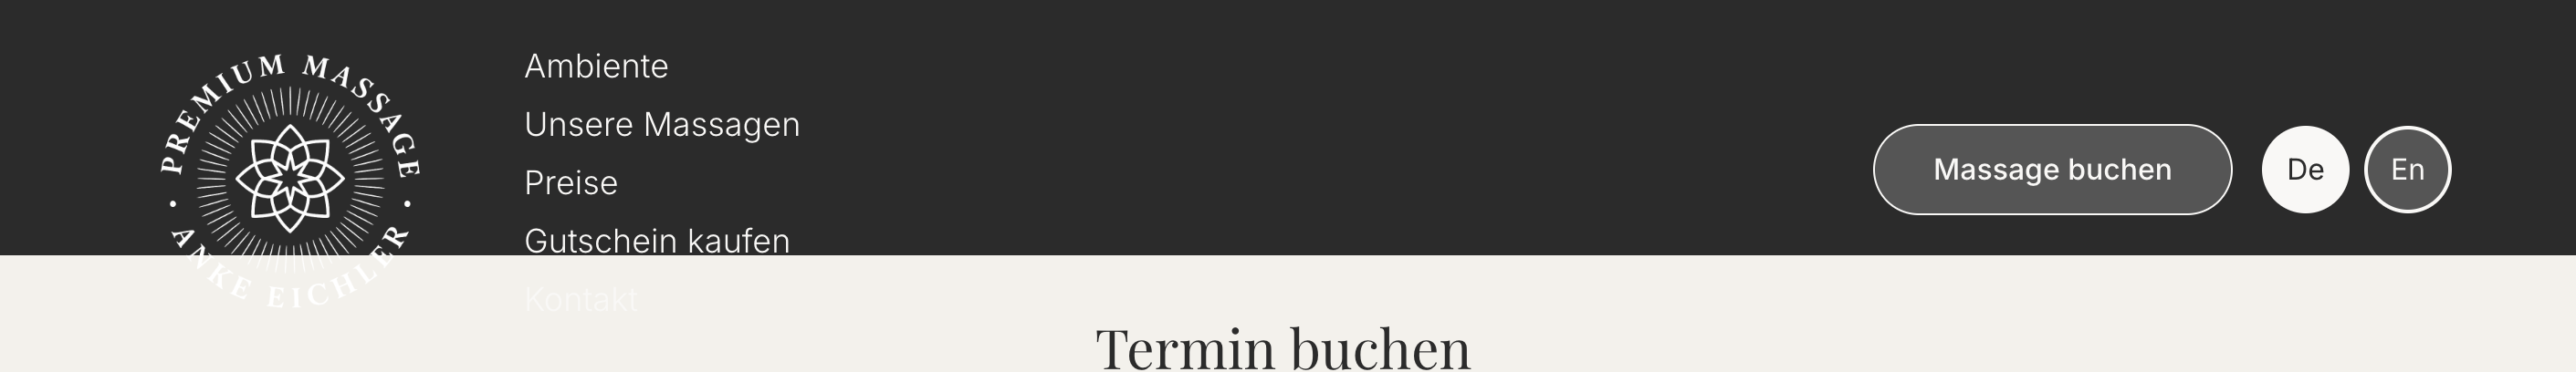 PREMIUM MASSAGE
· ANKE EICHLER ·
Ambiente
Unsere Massagen
Preise
Gutschein kaufen
Kontakt
Massage buchen
De
En
Termin buchen